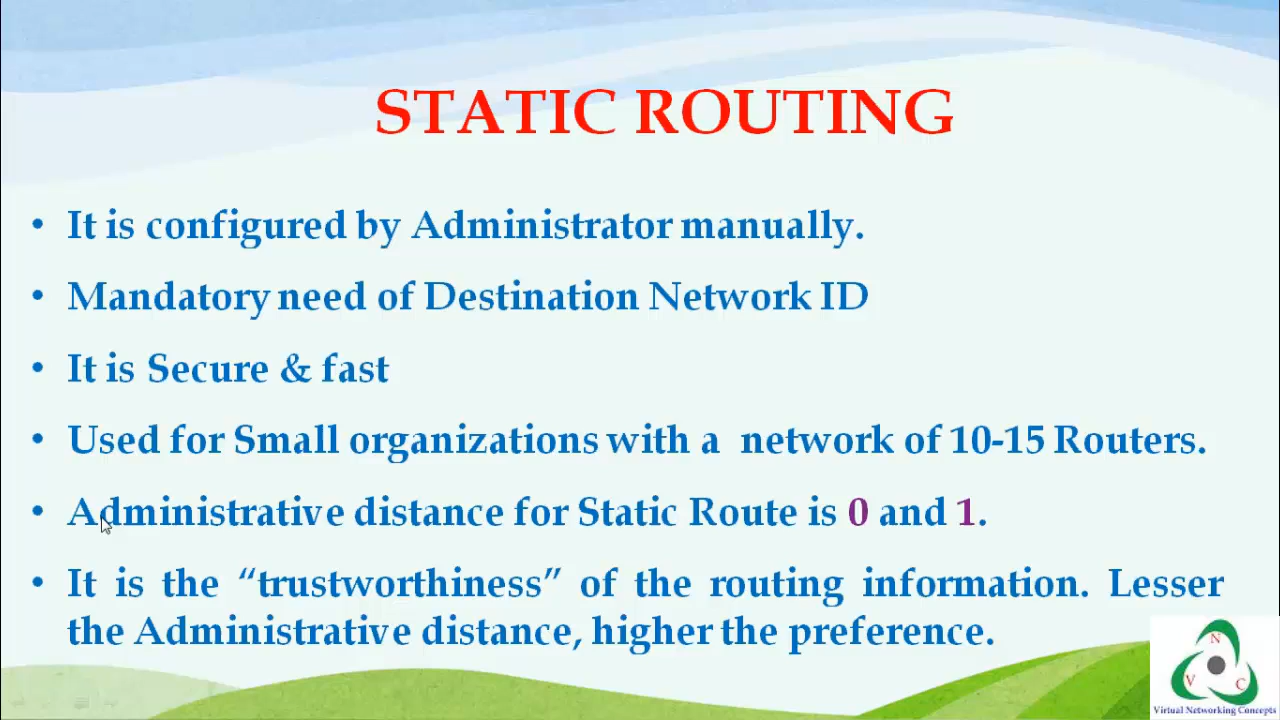 STATIC ROUTING
• It is configured by Administrator manually.
• Mandatory need of Destination Network ID
• It is Secure & fast
• Used for Small organizations with a network of 10-15 Routers.
• Administrative distance for Static Route is 0 and 1.
• It is the “trustworthiness” of the routing information. Lesser
the Administrative distance, higher the preference.
N
V C
Virtual Networking Concepts